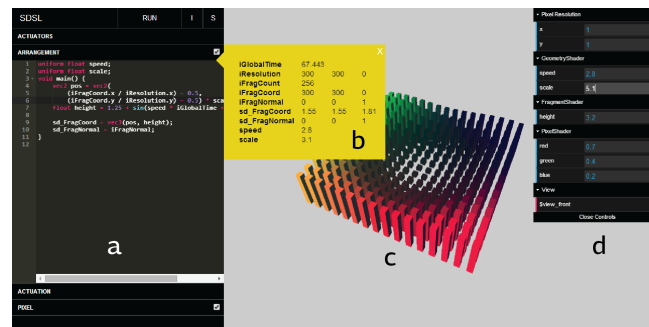 SDSL RUN I S
ACTUATORS
ARRANGEMENT
1 uniform float speed;
2 uniform float scale;
3 void main() {
4 vec2 pos = vec2(
5 (iFragCoord.x / iResolution.x) - 0.5,
6 (iFragCoord.y / iResolution.y) - 0.5) * sca
7 float height = 1.25 - sim(speed * iGlobalTime +
8
9 sd_FragCoord = vec3(pos, height);
10 sd_FragNormal = iFragNormal;
11 }
12
a
ACTUATION
PIXEL
X
iGlobalTime 67.443
iResolution 300 300 0
iFragCount 256
iFragCoord 300 300 0
iFragNormal 0 0 1
sd_FragCoord 1.55 1.55 1.81
sd_FragNormal 0 0 1
speed 2.8
scale 3.1
b
c
Pixel Resolution
x 1
y 1
GeometryShader
speed 2.8
scale 5.1
FragmentShader
height 3.2
PixelShader
red 0.7
green 0.4
blue 0.2
View
$view_front
Close Controls
d